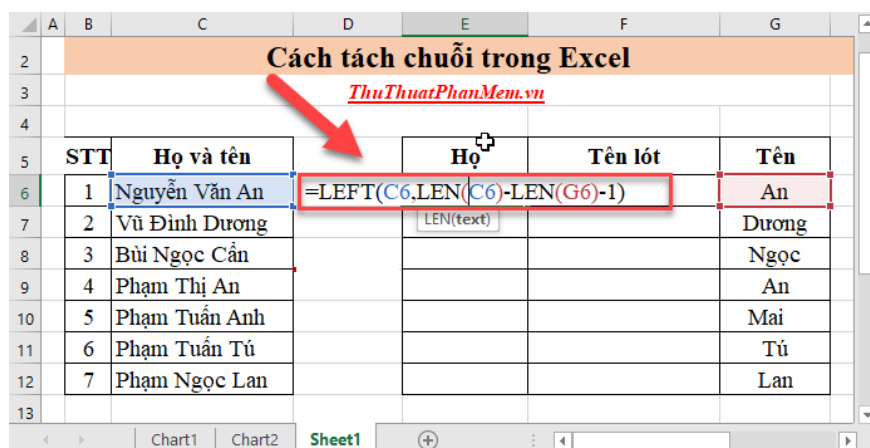 A B C D E F G
2 Cách tách chuỗi trong Excel
3 ThuThuatPhanMem.vn
4
5 STT Họ và tên Họ Tên lót Tên
6 1 Nguyễn Văn An =LEFT(C6,LEN(C6)-LEN(G6)-1) An
LEN(text)
7 2 Vũ Đình Dương Dương
8 3 Bùi Ngọc Cẩn Ngọc
9 4 Phạm Thị An An
10 5 Phạm Tuấn Anh Mai
11 6 Phạm Tuấn Tú Tú
12 7 Phạm Ngọc Lan Lan
13
Chart1 Chart2 Sheet1